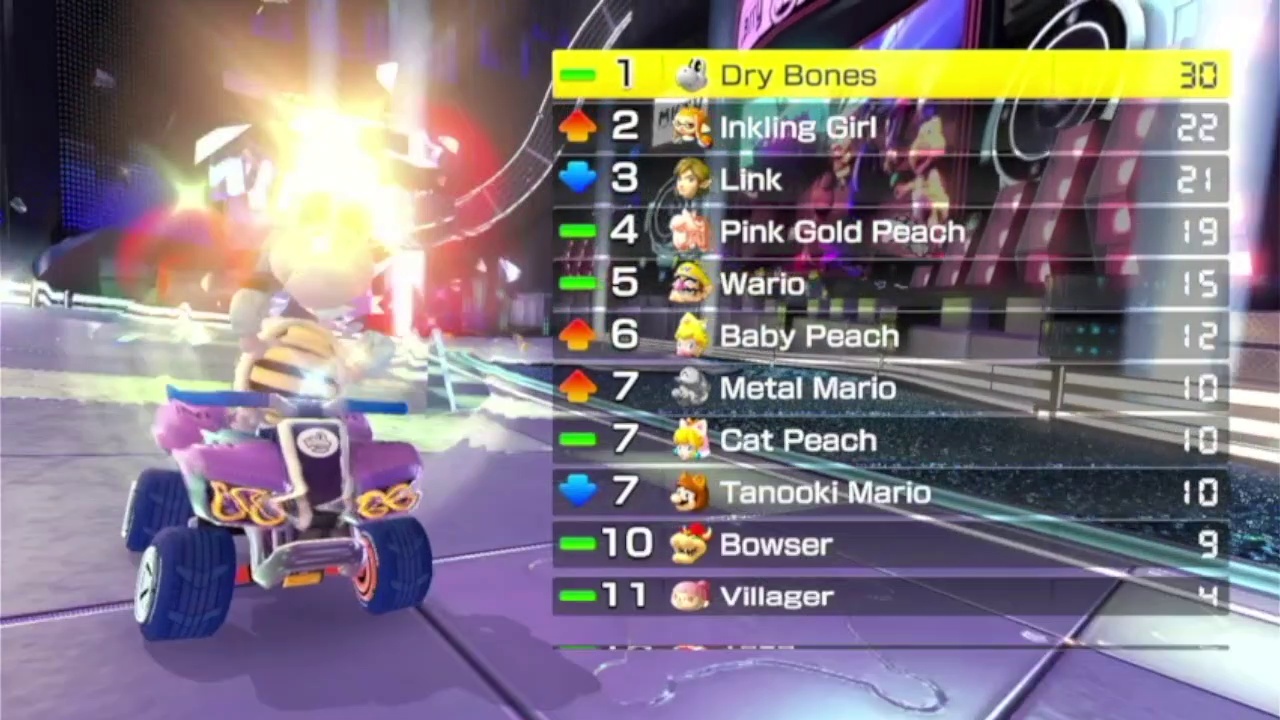 1 Dry Bones 30
2 Inkling Girl 22
3 Link 21
4 Pink Gold Peach 19
5 Wario 15
6 Baby Peach 12
7 Metal Mario 10
7 Cat Peach 10
7 Tanooki Mario 10
10 Bowser 9
11 Villager 4